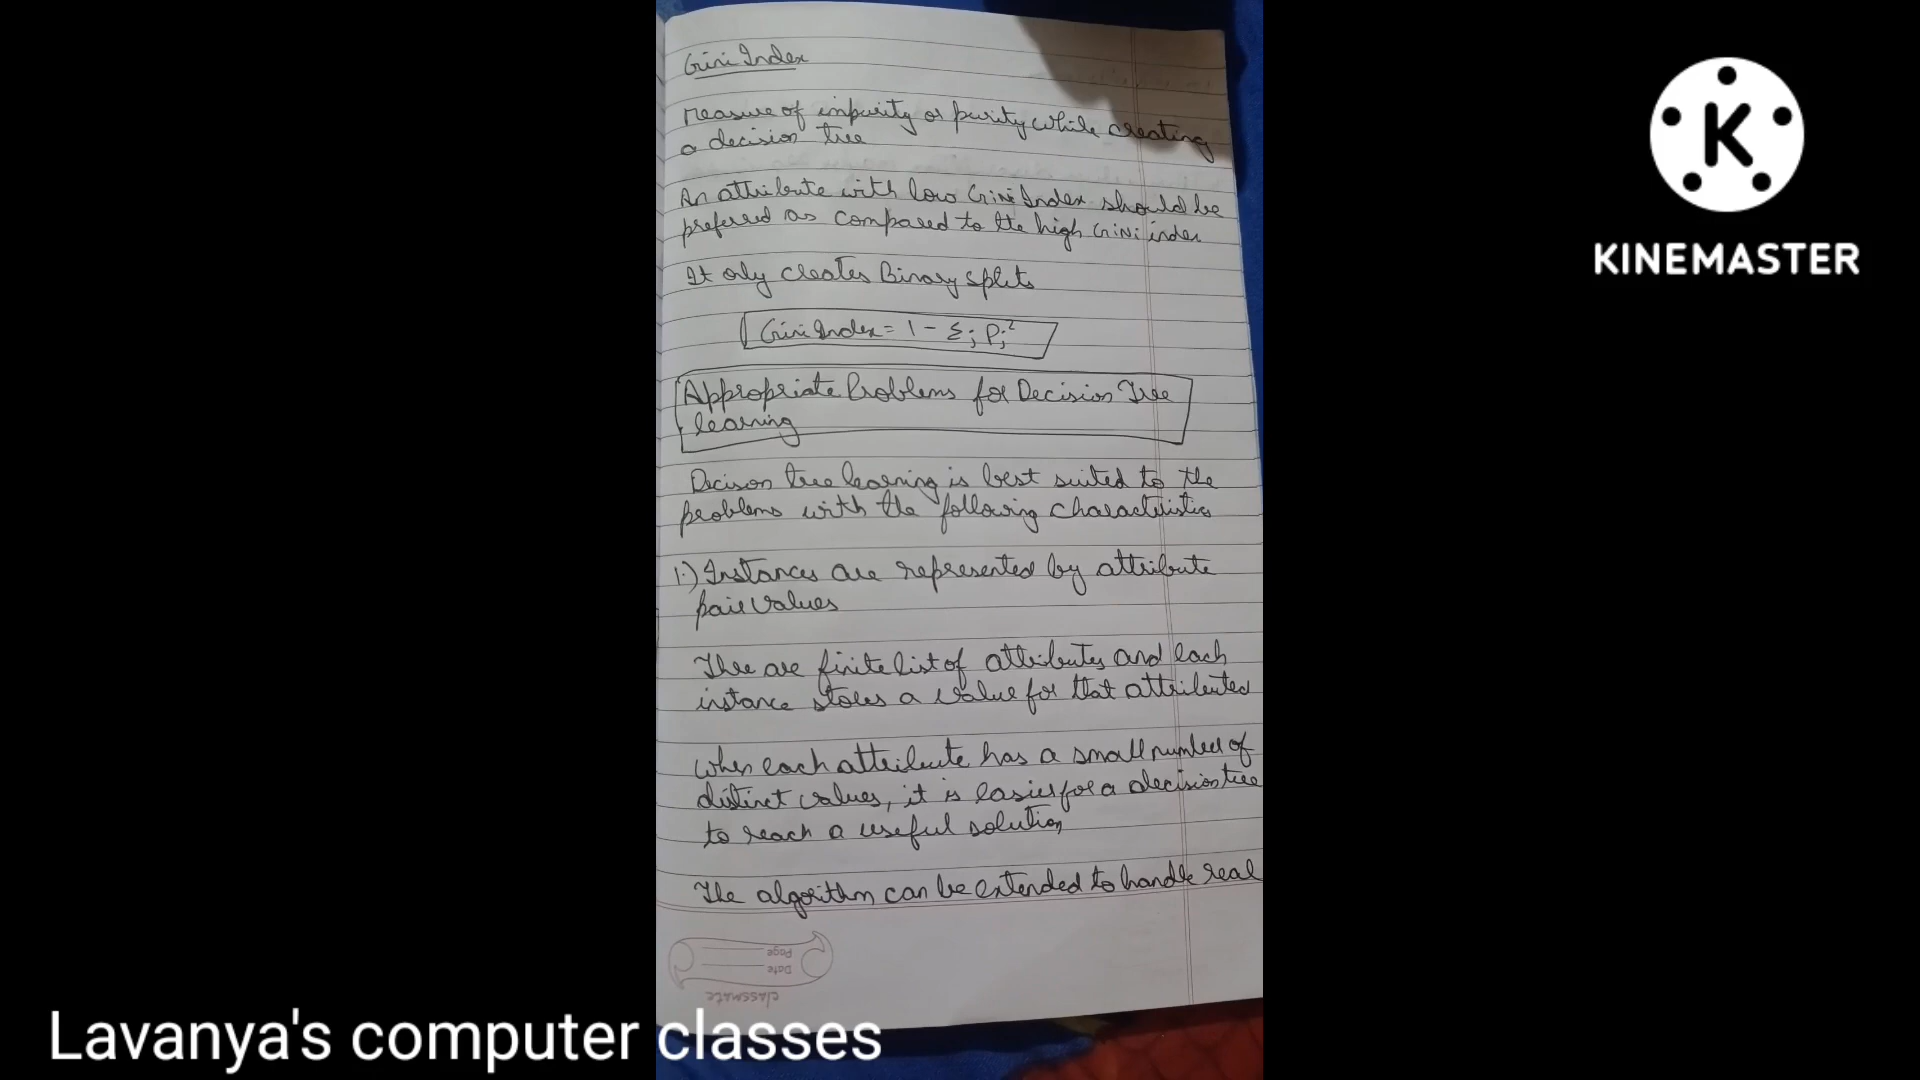 Gini Index
measure of impurity or purity while creating
a decision tree
An attribute with low Gini Index should be
preferred as compared to the high Gini index
It only creates Binary splits
Gini Index = 1 - Σj Pj²
Appropriate Problems for Decision Tree
learning
Decison tree learning is best suited to the
problems with the following characteristics
1.) Instances are represented by attribute
pair values
Thre are finite list of attributes and each
instance stores a value for that attributed
When each attribute has a small number of
distinct values, it is easier for a decision tree
to reach a useful solution
The algorithm can be extended to handle real
Page
Date
classmate
K
KINEMASTER
Lavanya's computer classes